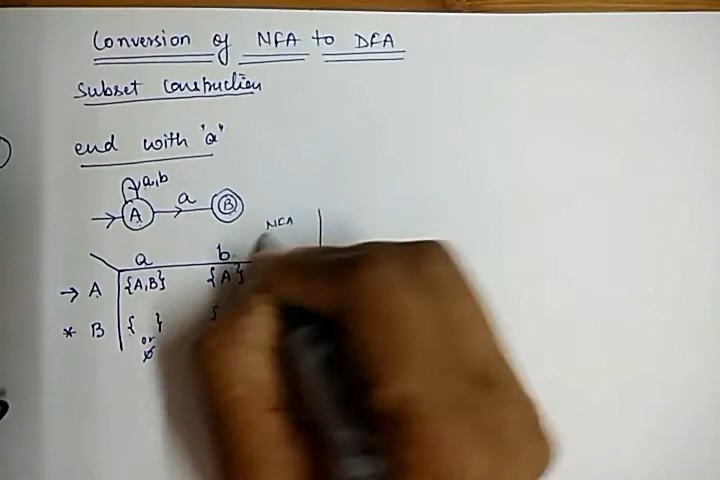 Conversion of NFA to DFA
Subset Construction
end with "a"
a,b
a
A
B
NFA
a b
→ A {A,B} {A}
* B { } {
or
ϕ